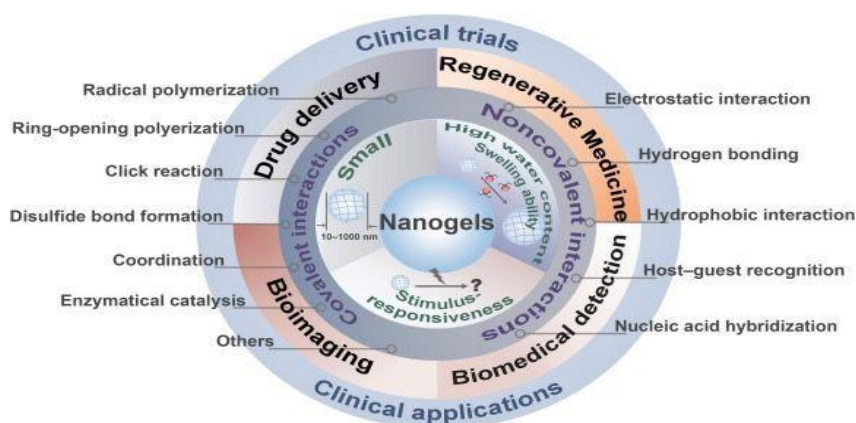 Clinical trials
Drug delivery
Regenerative Medicine
Radical polymerization
Ring-opening polyerization
Click reaction
Disulfide bond formation
Coordination
Enzymatical catalysis
Others
Electrostatic interaction
Hydrogen bonding
Hydrophobic interaction
Host–guest recognition
Nucleic acid hybridization
Covalent interactions
Noncovalent interactions
Small
10–1000 nm
High water content
Swelling ability
Nanogels
?
Stimulus-
responsiveness
Bioimaging
Biomedical detection
Clinical applications